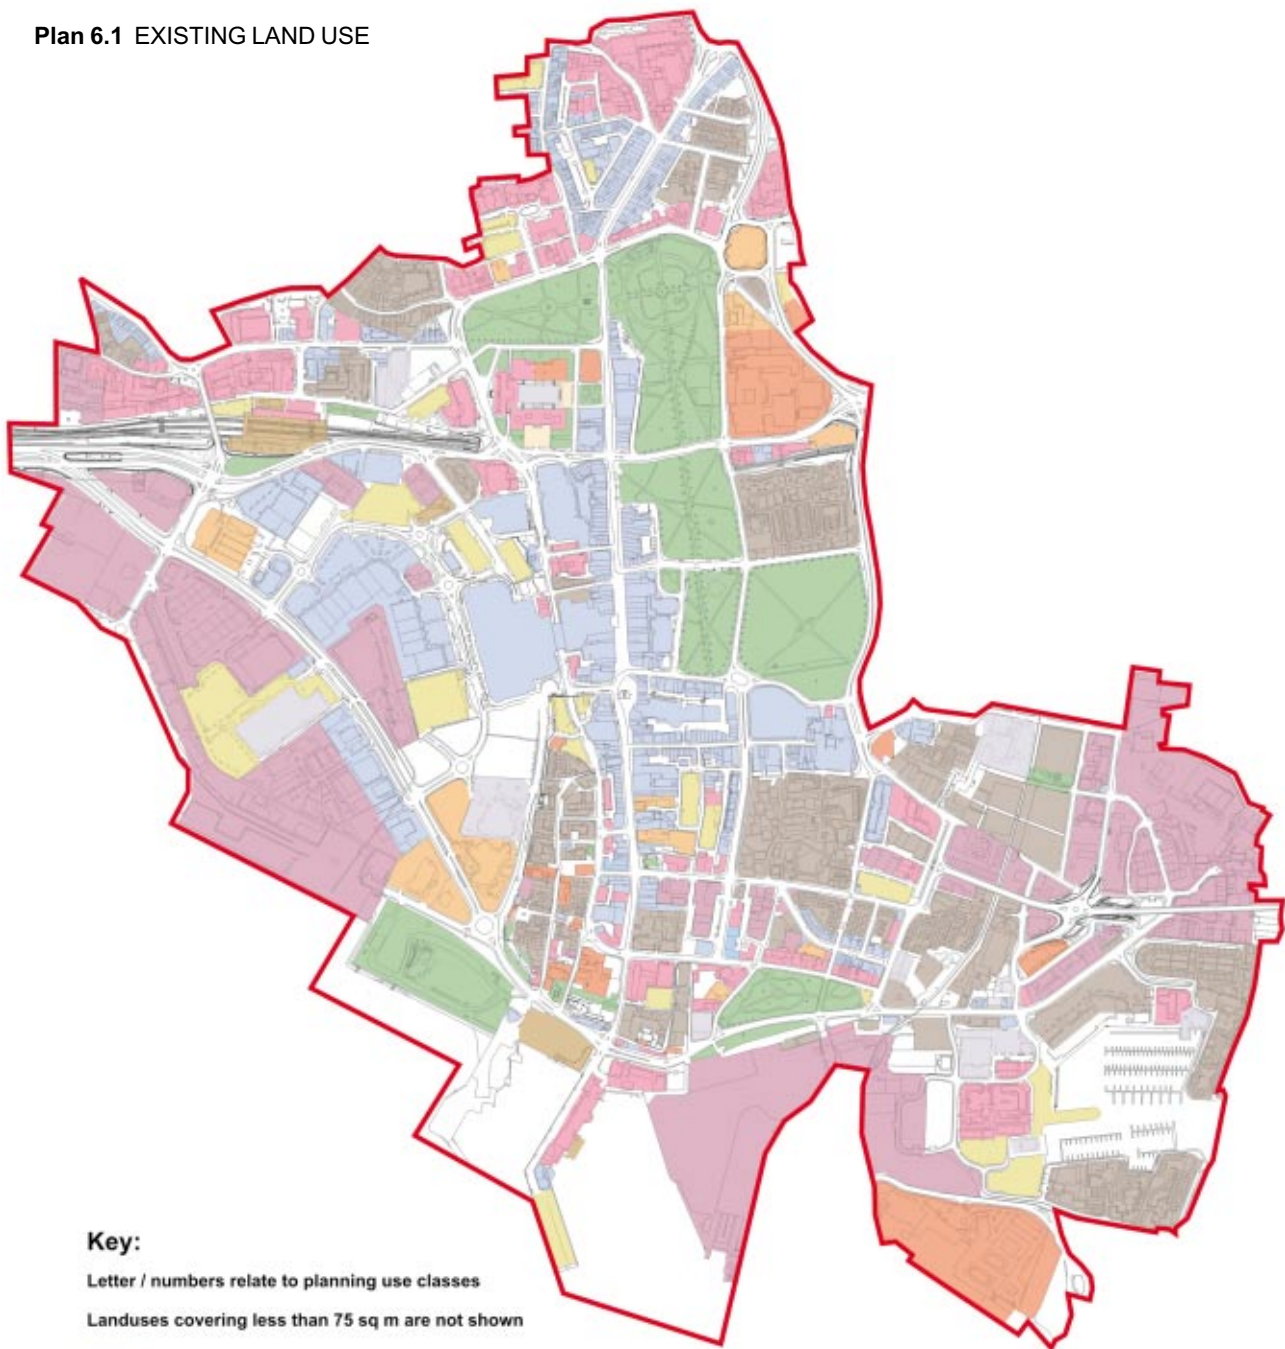 Plan 6.1 EXISTING LAND USE
Key:
Letter / numbers relate to planning use classes
Landuses covering less than 75 sq m are not shown